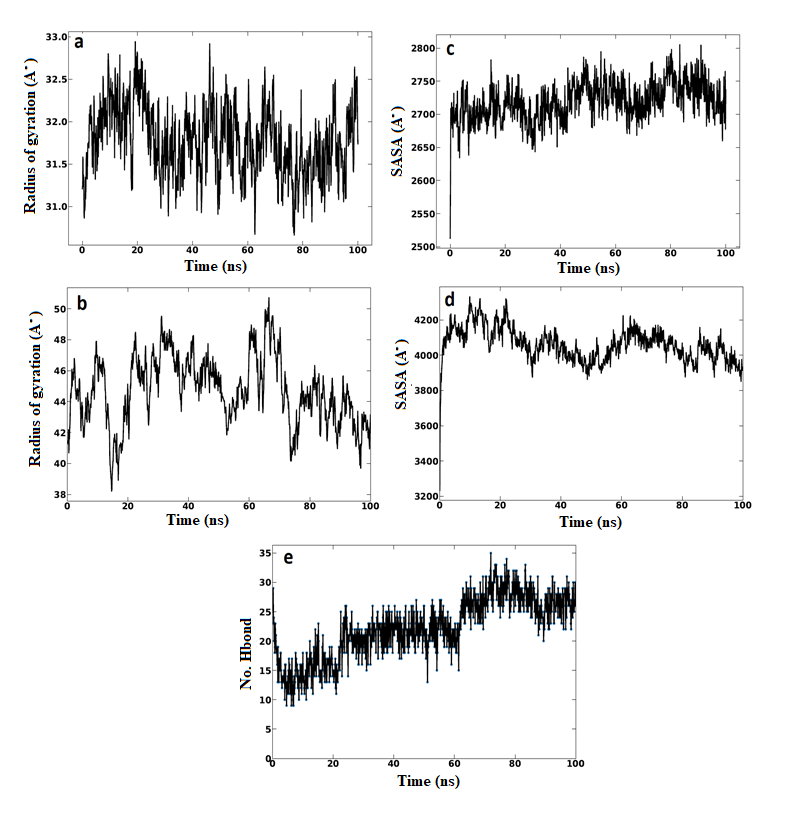 a
33.0
32.5
32.0
31.5
31.0
0 20 40 60 80 100
Radius of gyration (A˚)
Time (ns)
c
2800
2750
2700
2650
2600
2550
2500
0 20 40 60 80 100
SASA (A˚)
Time (ns)
b
50
48
46
44
42
40
38
0 20 40 60 80 100
Radius of gyration (A˚)
Time (ns)
d
4200
4000
3800
3600
3400
3200
0 20 40 60 80 100
SASA (A˚)
Time (ns)
e
35
30
25
20
15
10
5
0
0 20 40 60 80 100
No. Hbond
Time (ns)